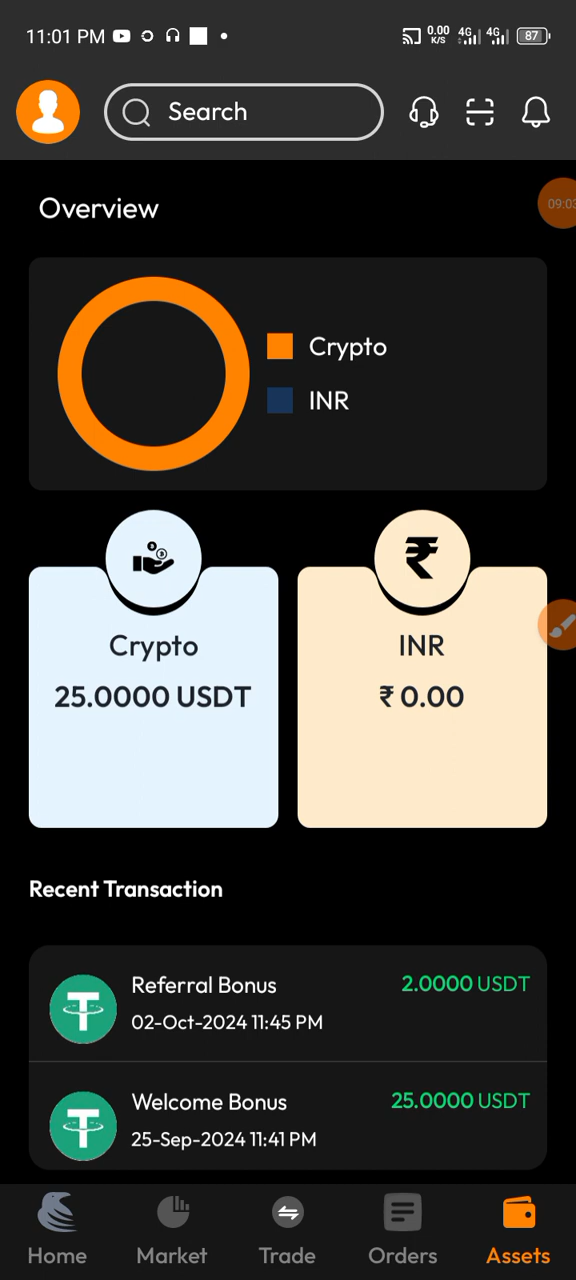 11:01 PM 0.00 K/S 4G 4G 87
Search
Overview
09:03
Crypto
INR
Crypto INR
25.0000 USDT ₹ 0.00
Recent Transaction
Referral Bonus 2.0000 USDT
02-Oct-2024 11:45 PM
Welcome Bonus 25.0000 USDT
25-Sep-2024 11:41 PM
Home Market Trade Orders Assets